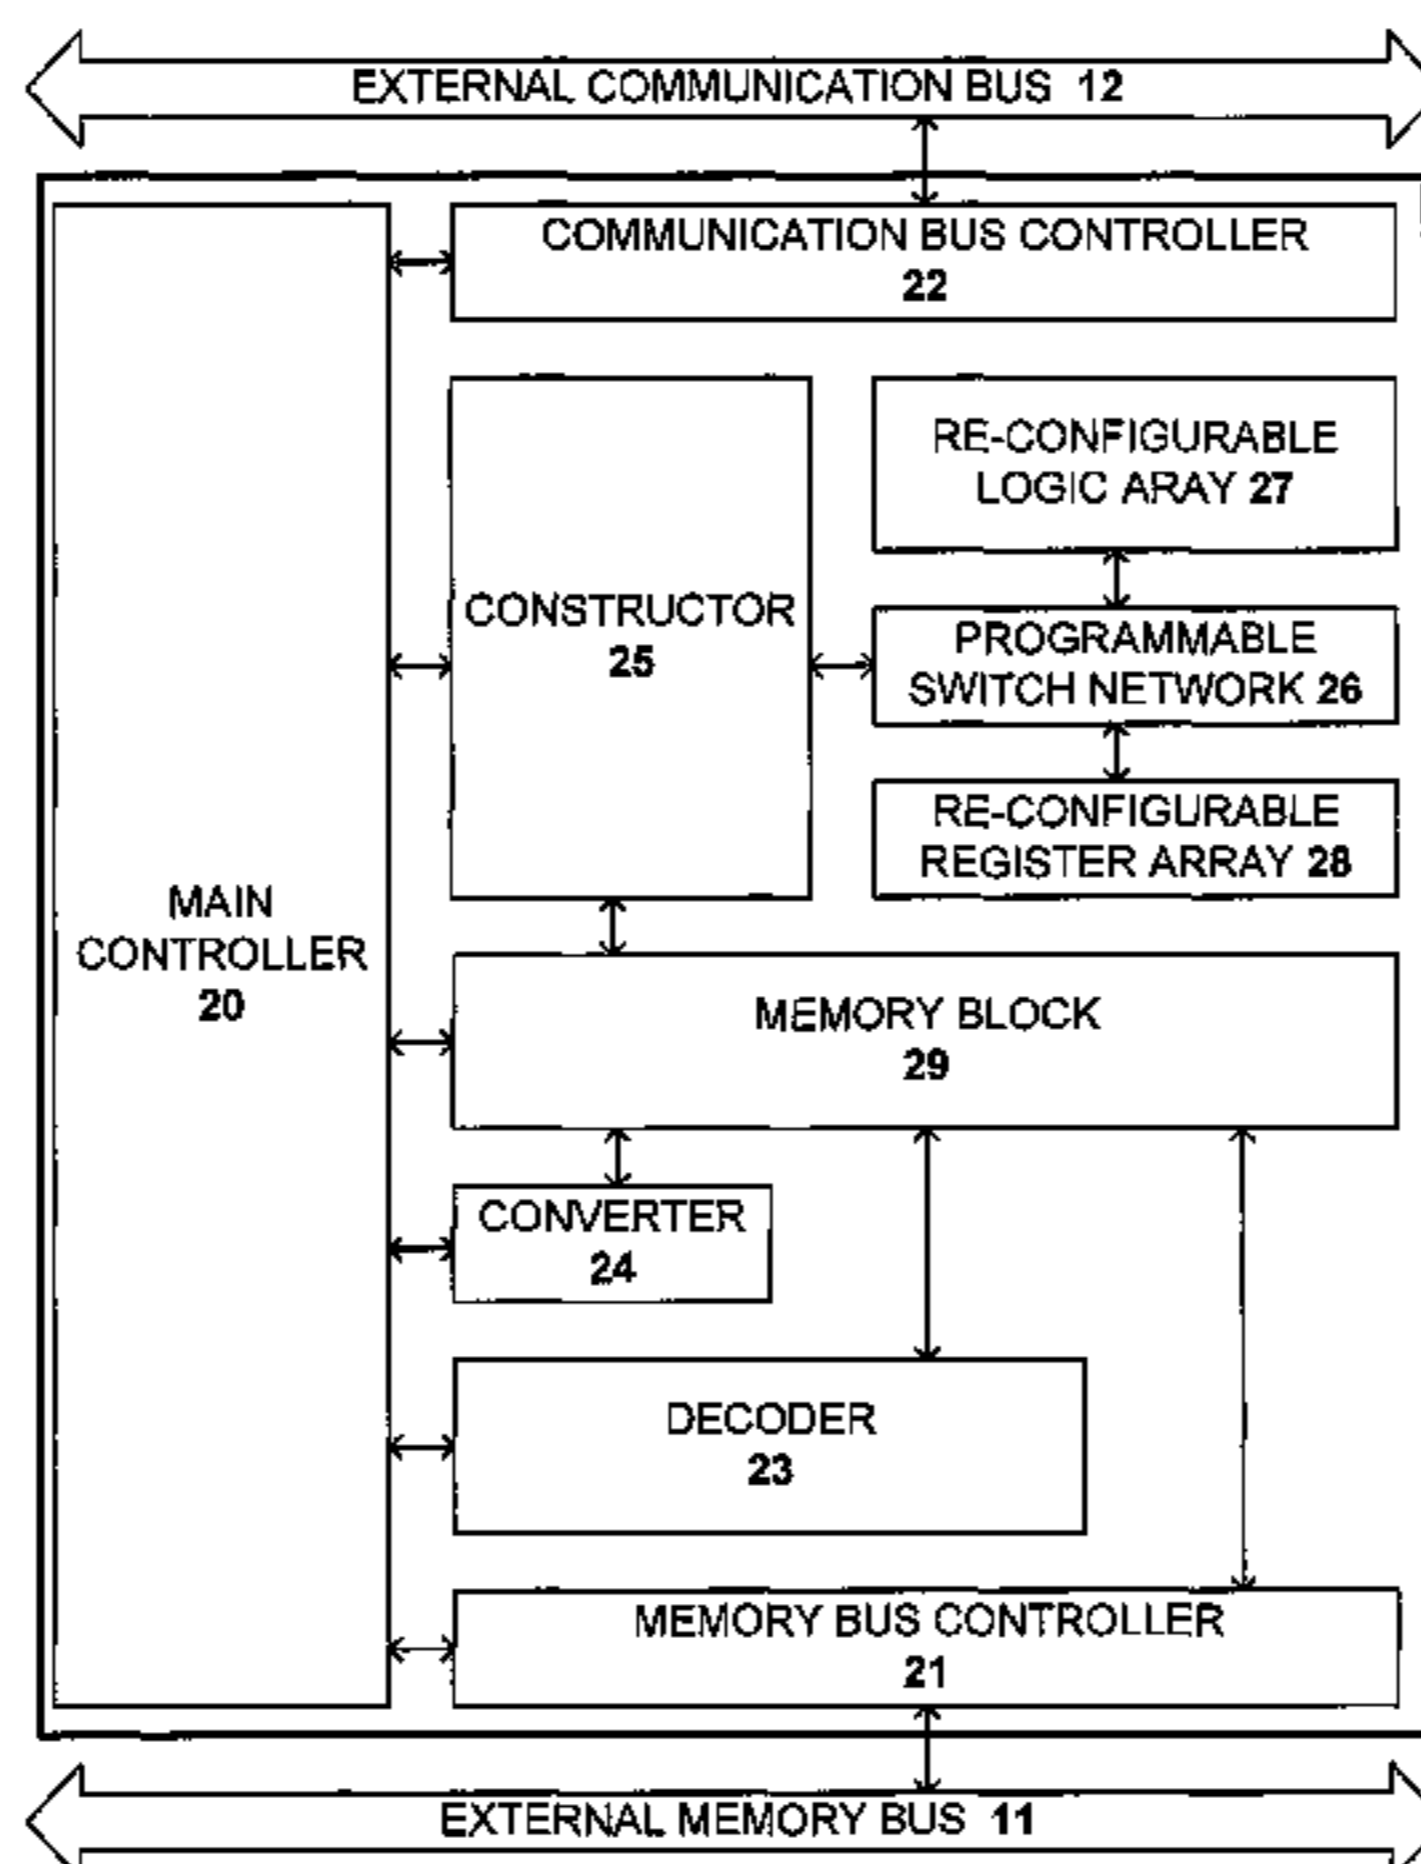 EXTERNAL COMMUNICATION BUS 12
COMMUNICATION BUS CONTROLLER
22
RE-CONFIGURABLE
LOGIC ARAY 27
CONSTRUCTOR
25
PROGRAMMABLE
SWITCH NETWORK 26
RE-CONFIGURABLE
REGISTER ARRAY 28
MAIN
CONTROLLER
20
MEMORY BLOCK
29
CONVERTER
24
DECODER
23
MEMORY BUS CONTROLLER
21
EXTERNAL MEMORY BUS 11